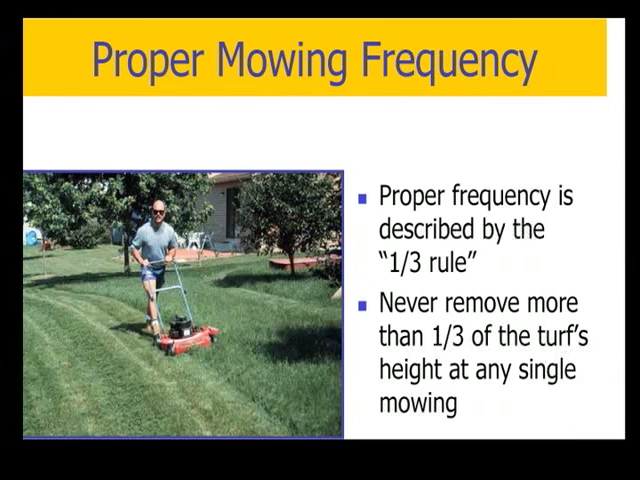 Proper Mowing Frequency
Proper frequency is
described by the
“1/3 rule”
Never remove more
than 1/3 of the turf’s
height at any single
mowing